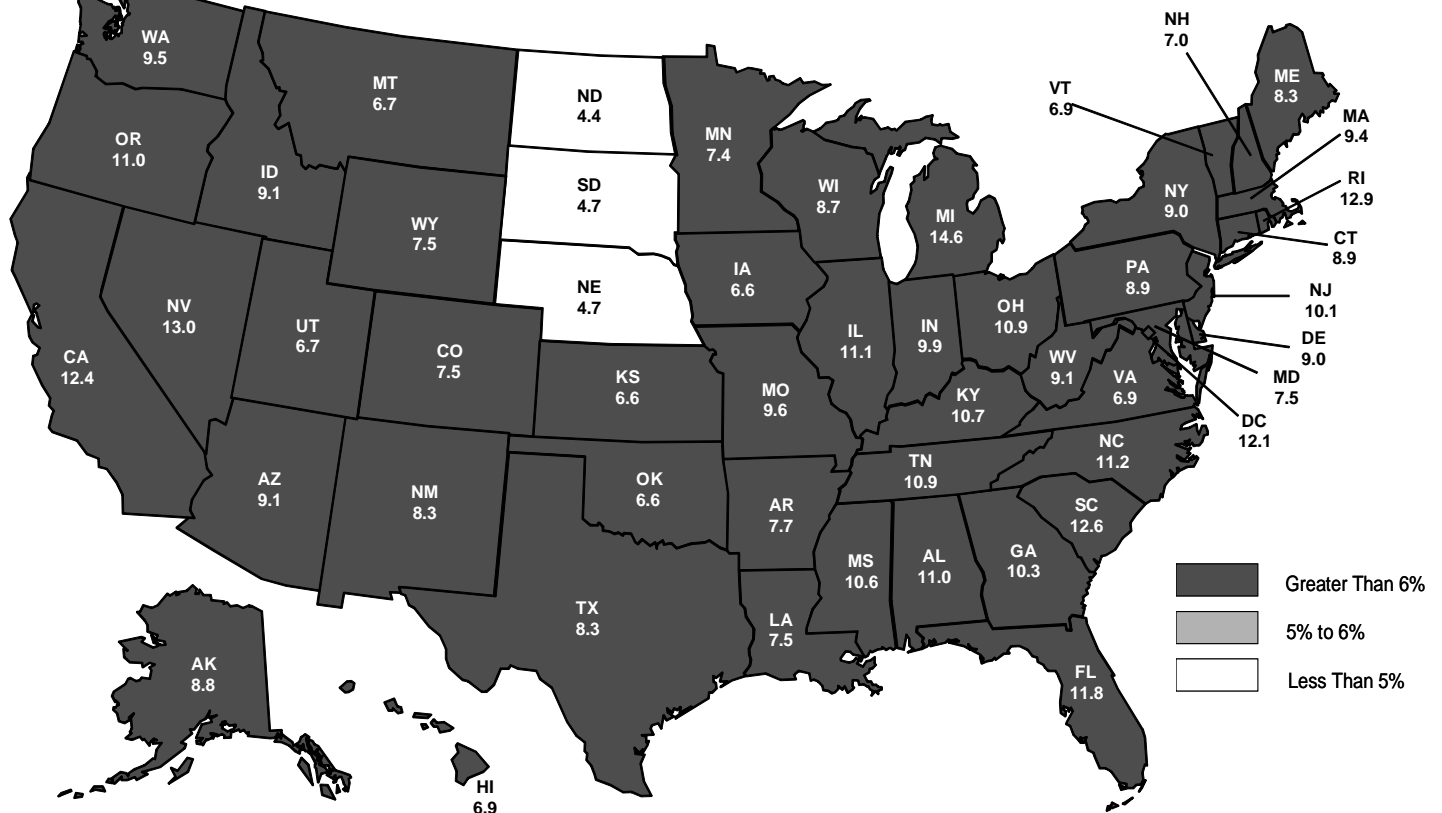 WA
9.5
MT
6.7
ND
4.4
MN
7.4
OR
11.0
ID
9.1
SD
4.7
WI
8.7
WY
7.5
MI
14.6
NY
9.0
NH
7.0
VT
6.9
ME
8.3
MA
9.4
RI
12.9
CT
8.9
NE
4.7
IA
6.6
PA
8.9
NJ
10.1
NV
13.0
UT
6.7
CO
7.5
IL
11.1
IN
9.9
OH
10.9
DE
9.0
CA
12.4
KS
6.6
MO
9.6
WV
9.1
VA
6.9
MD
7.5
KY
10.7
DC
12.1
NC
11.2
TN
10.9
AZ
9.1
NM
8.3
OK
6.6
AR
7.7
SC
12.6
MS
10.6
AL
11.0
GA
10.3
TX
8.3
LA
7.5
FL
11.8
AK
8.8
HI
6.9
Greater Than 6%
5% to 6%
Less Than 5%